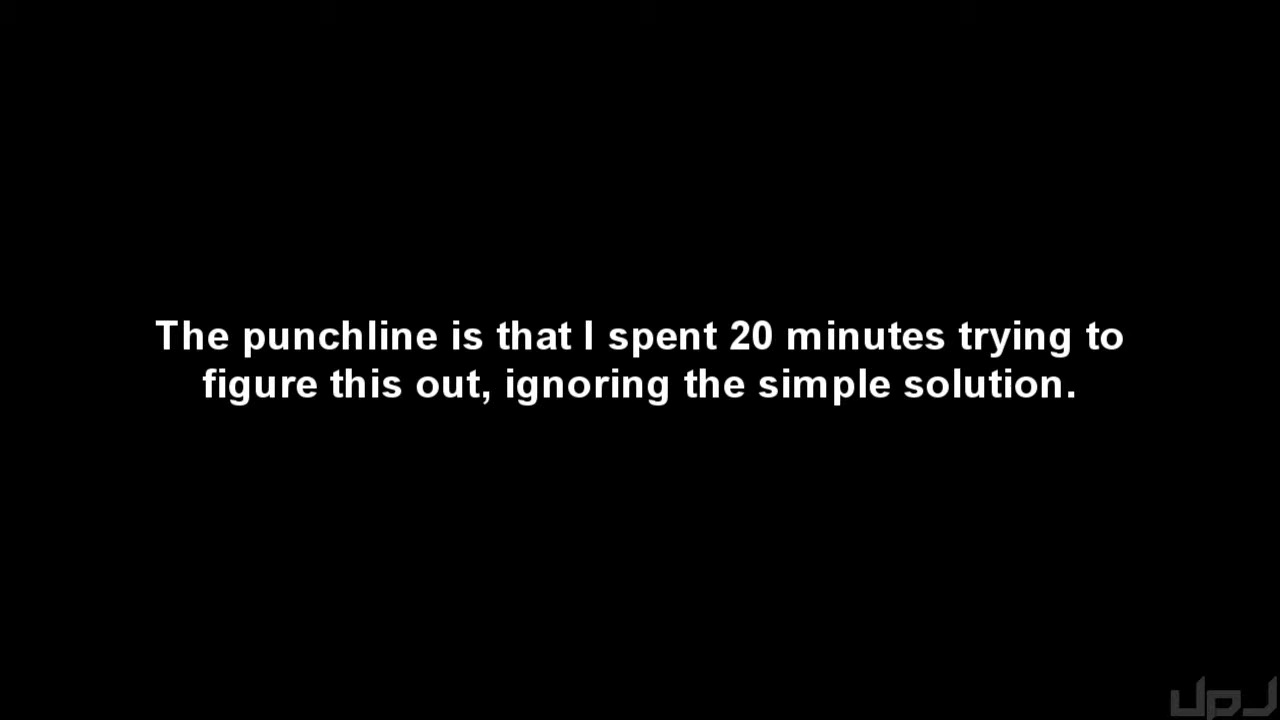 The punchline is that I spent 20 minutes trying to
figure this out, ignoring the simple solution.